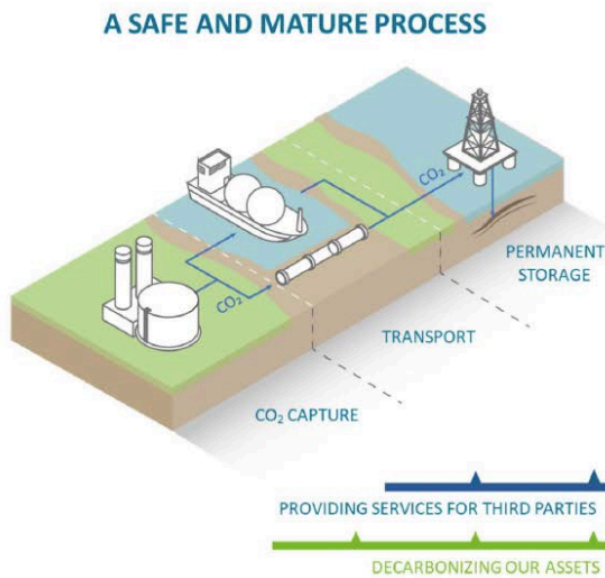 A SAFE AND MATURE PROCESS
CO₂
PERMANENT
STORAGE
CO₂
TRANSPORT
CO₂ CAPTURE
PROVIDING SERVICES FOR THIRD PARTIES
DECARBONIZING OUR ASSETS